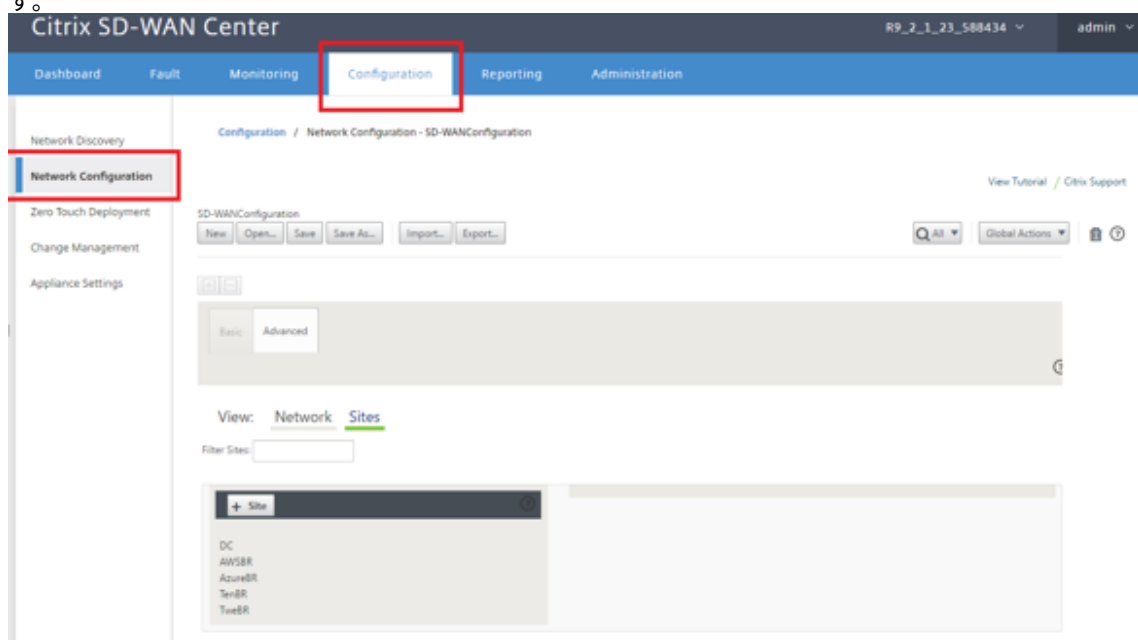 す。
Citrix SD-WAN Center R9_2_1_23_588434 admin
Dashboard Fault Monitoring Configuration Reporting Administration
Network Discovery
Configuration / Network Configuration - SD-WANConfiguration
Network Configuration
View Tutorial / Citrix Support
Zero Touch Deployment
SD-WANConfiguration
New Open... Save Save As... Import... Export... All Global Actions
Change Management
Appliance Settings
Basic Advanced
View: Network Sites
Filter Sites:
+ Site
DC
AWSBR
AzureBR
TenBR
TweBR